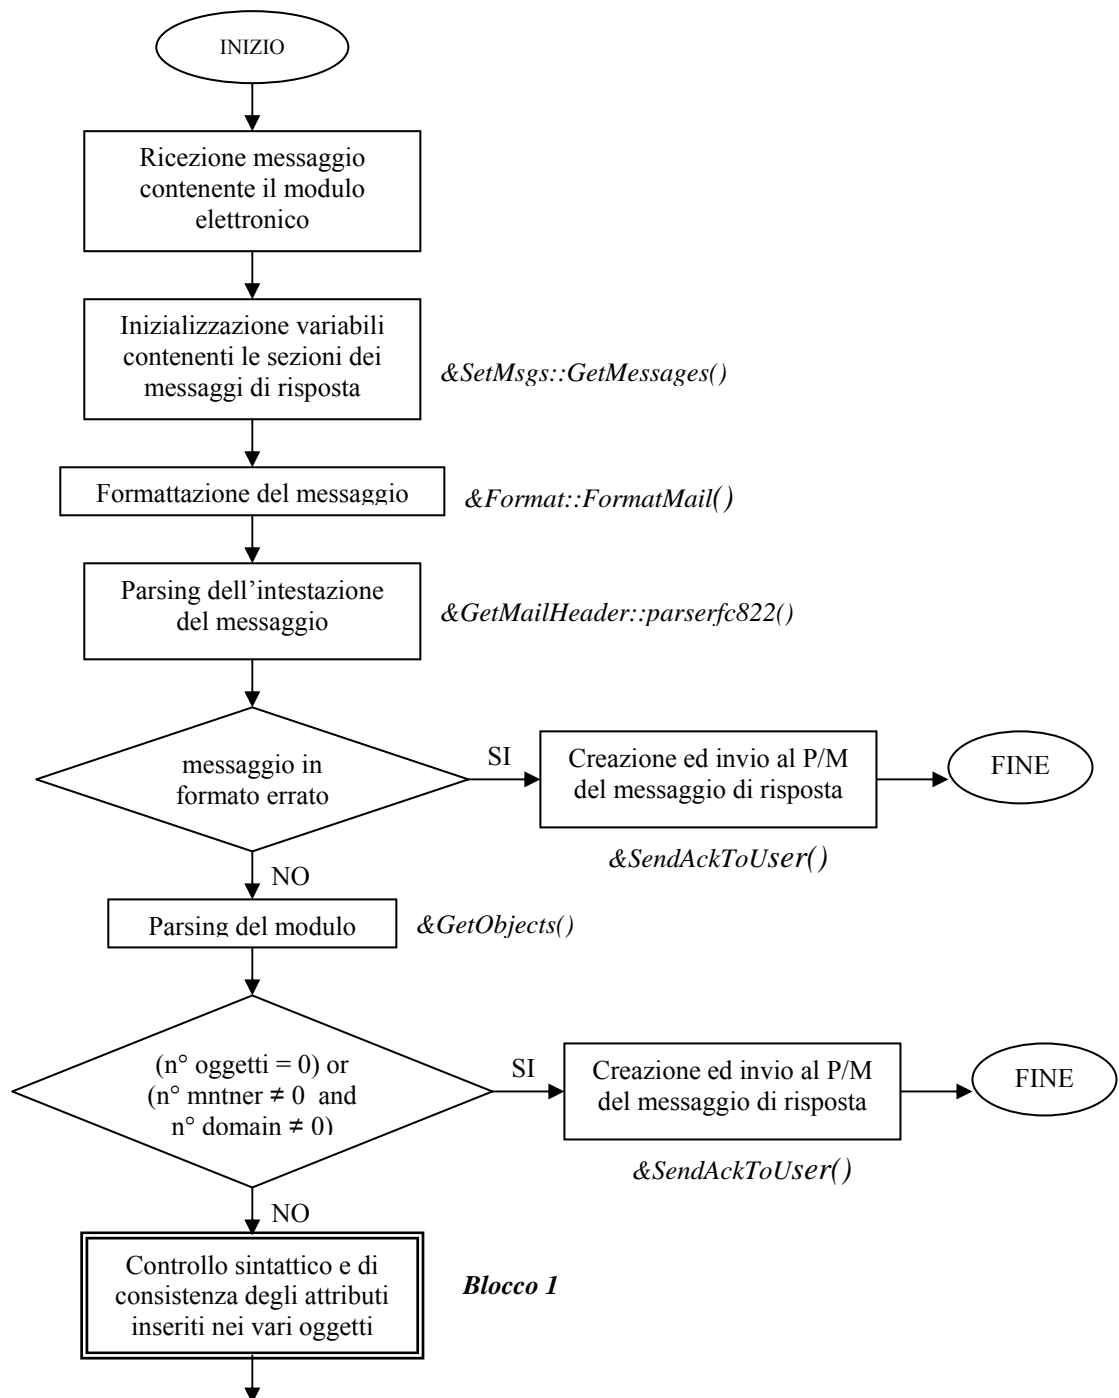 INIZIO
Ricezione messaggio
contenente il modulo
elettronico
Inizializzazione variabili
contenenti le sezioni dei
messaggi di risposta
&SetMsgs::GetMessages()
Formattazione del messaggio
&Format::FormatMail()
Parsing dell’intestazione
del messaggio
&GetMailHeader::parserfc822()
messaggio in
formato errato
SI
Creazione ed invio al P/M
del messaggio di risposta
FINE
&SendAckToUser()
NO
Parsing del modulo
&GetObjects()
(n° oggetti = 0) or
(n° mntner ≠ 0 and
n° domain ≠ 0)
SI
Creazione ed invio al P/M
del messaggio di risposta
FINE
&SendAckToUser()
NO
Controllo sintattico e di
consistenza degli attributi
inseriti nei vari oggetti
Blocco 1